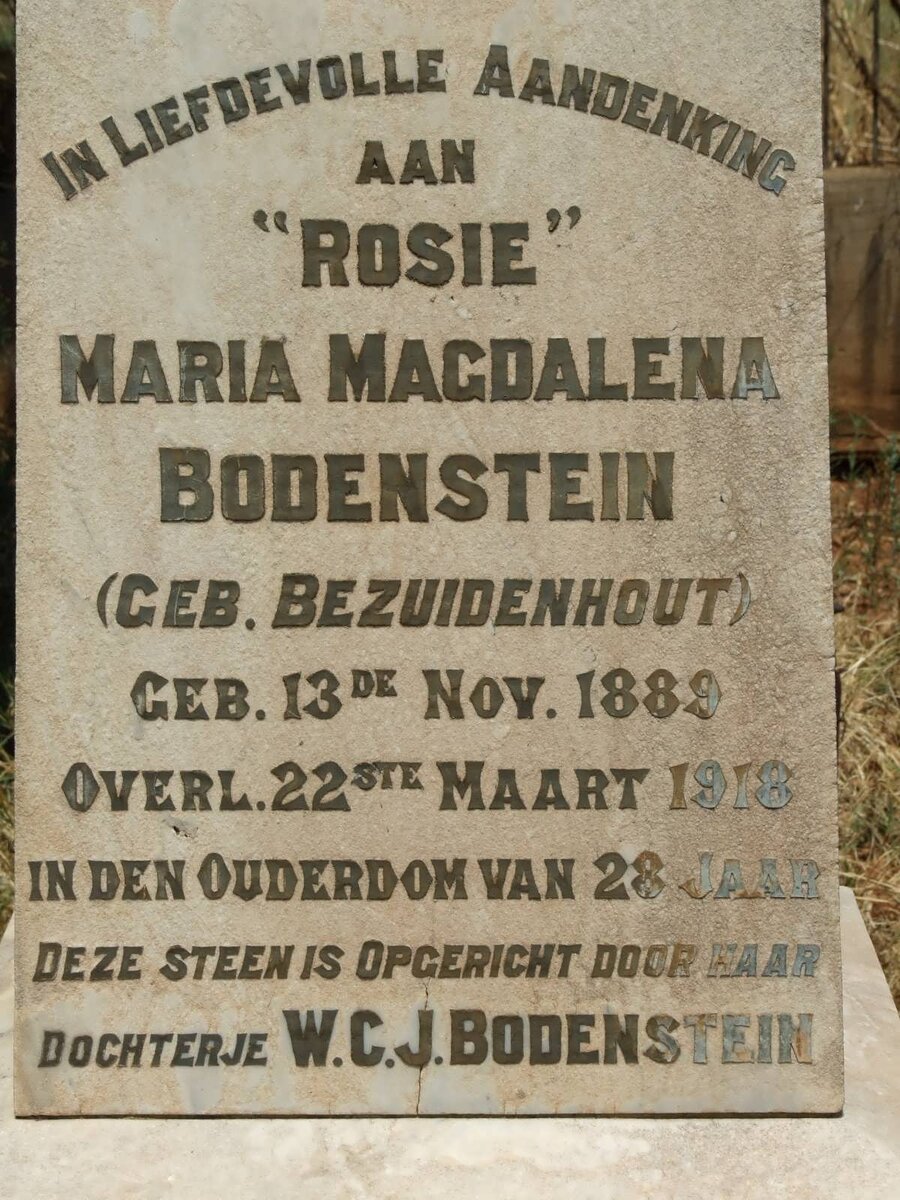 IN LIEFDEVOLLE AANDENKING
AAN
“ROSIE”
MARIA MAGDALENA
BODENSTEIN
(GEB. BEZUIDENHOUT)
GEB. 13DE NOV. 1889
OVERL. 22STE MAART 1918
IN DEN OUDERDOM VAN 28 JAAR
DEZE STEEN IS OPGERICHT DOOR HAAR
DOCHTERJE W.C.J. BODENSTEIN